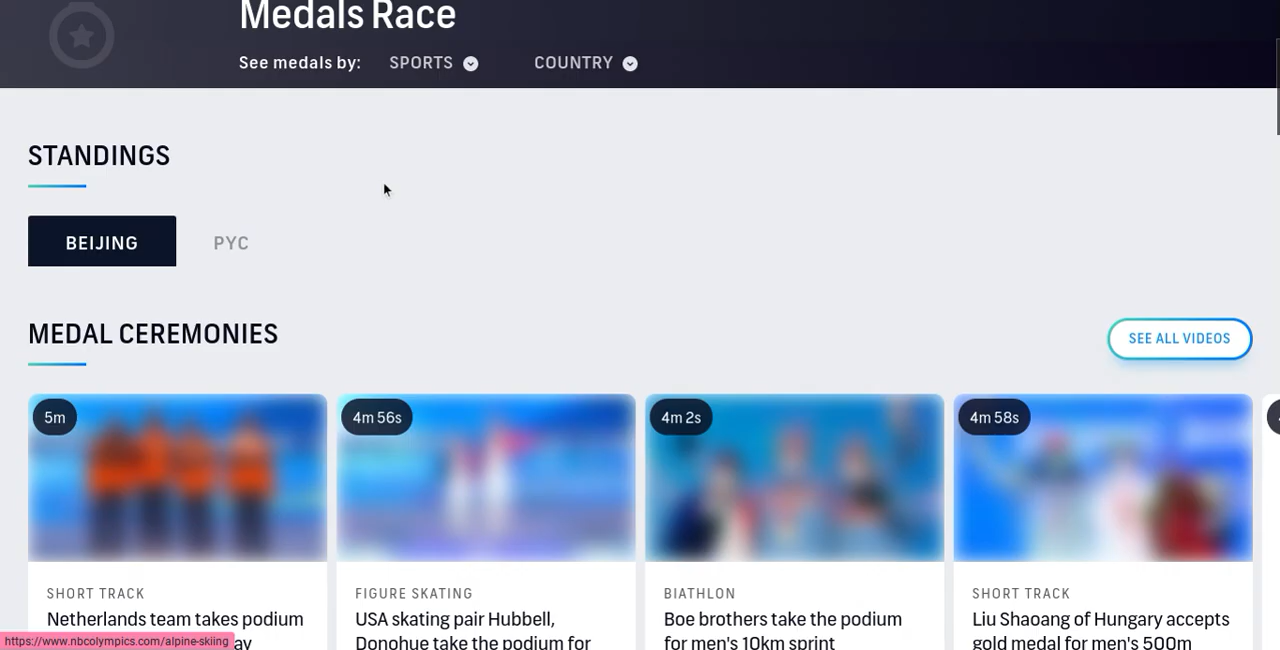 Medals Race
See medals by: SPORTS COUNTRY
STANDINGS
BEIJING PYC
MEDAL CEREMONIES
SEE ALL VIDEOS
5m
4m 56s
4m 2s
4m 58s
SHORT TRACK
Netherlands team takes podium
ay
FIGURE SKATING
USA skating pair Hubbell,
Donohue take the podium for
BIATHLON
Boe brothers take the podium
for men's 10km sprint
SHORT TRACK
Liu Shaoang of Hungary accepts
gold medal for men's 500m
https://www.nbcolympics.com/alpine-skiing